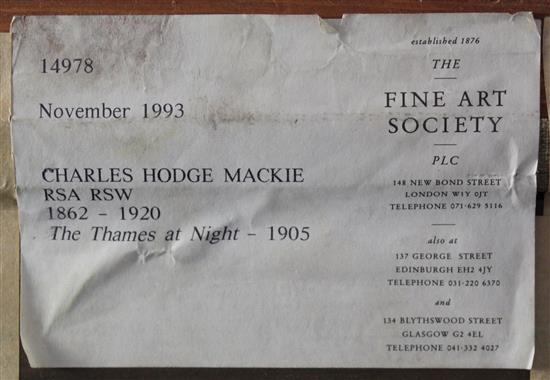 14978
November 1993
CHARLES HODGE MACKIE
RSA RSW
1862 - 1920
The Thames at Night - 1905
established 1876
THE
FINE ART
SOCIETY
PLC
148 NEW BOND STREET
LONDON W1Y 0JT
TELEPHONE 071-629 5116
also at
137 GEORGE STREET
EDINBURGH EH2 4JY
TELEPHONE 031-220 6370
and
134 BLYTHSWOOD STREET
GLASGOW G2 4EL
TELEPHONE 041-332 4027